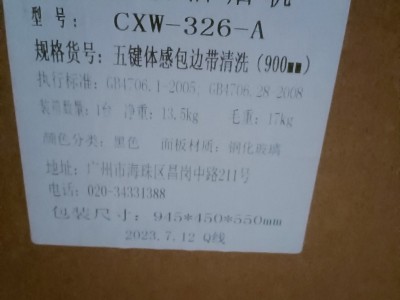 型号: CXW-326-A
规格货号: 五键体感包边带清洗(900mm)
执行标准: GB4706.1-2005, GB4706.28-2008
装箱数量: 1台 净重: 13.5kg 毛重: 17kg
颜色分类: 黑色 面板材质: 钢化玻璃
地址: 广州市海珠区昌岗中路211号
电话: 020-34331388
包装尺寸: 945*450*550mm
2023.7.12 Q线